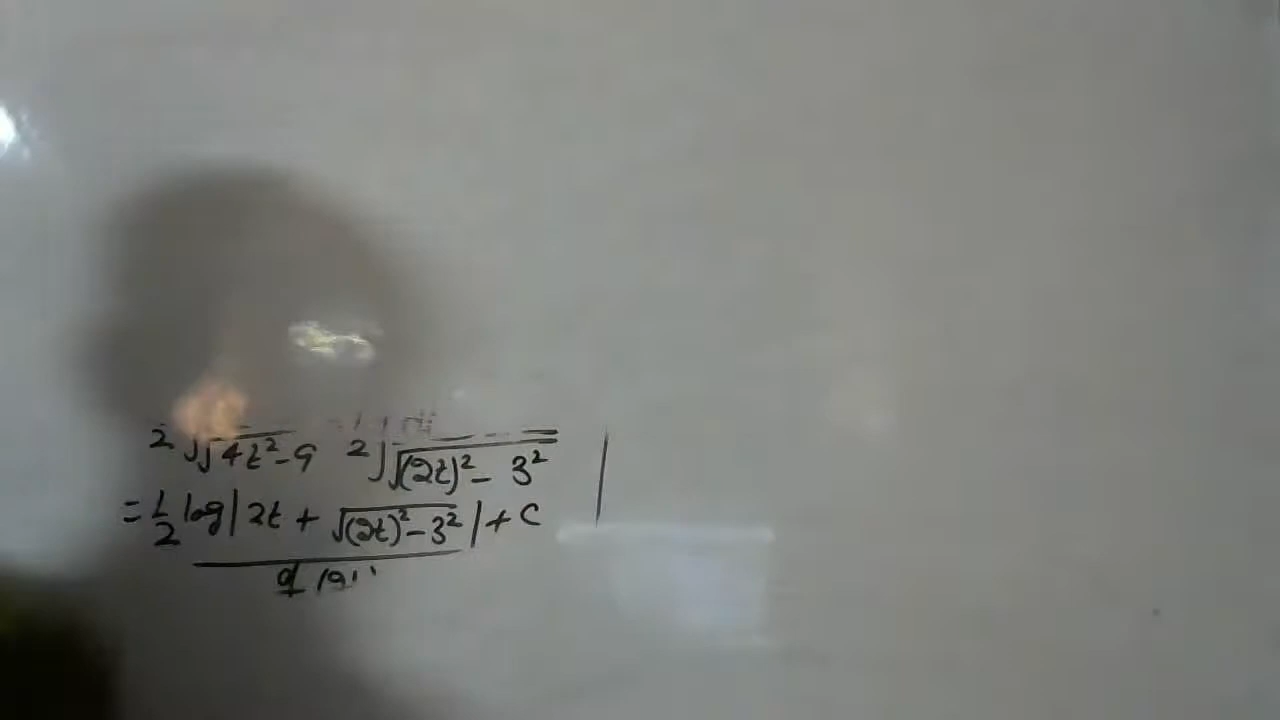 2 ∫√4t²-9 2 ∫√(2t)² - 3²
= 1/2 log|2t + √(2t)²-3²| + C